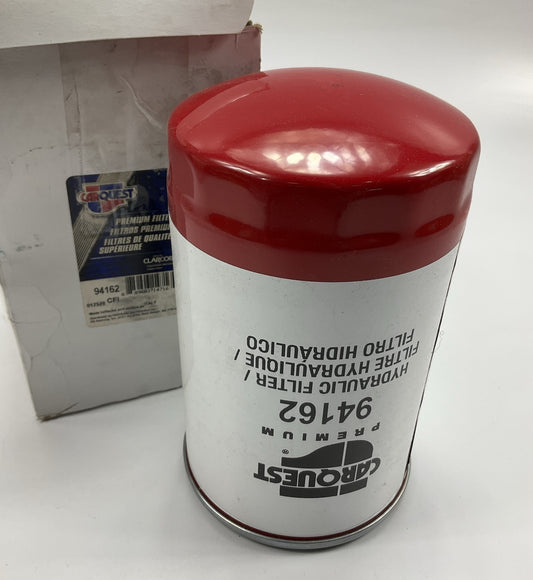 CARQUEST
PREMIUM FILTE
FILTROS PREMIUM
FILTRES DE QUALITÉ
SUPÉRIEURE
CLARCOR
94162
CARQUEST®
PREMIUM
94162
HYDRAULIC FILTER /
FILTRE HYDRAULIQUE /
FILTRO HIDRÁULICO